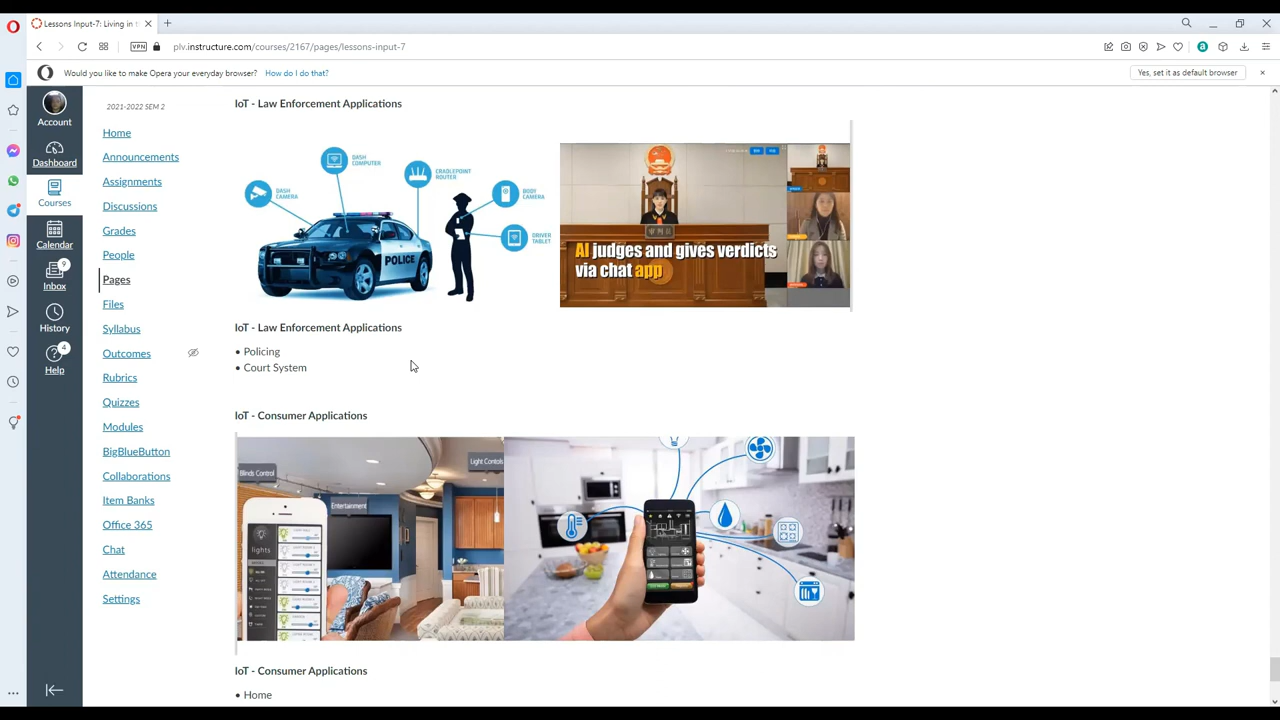 Lessons Input-7: Living in t
VPN
plv.instructure.com/courses/2167/pages/lessons-input-7
Would you like to make Opera your everyday browser? How do I do that?
Yes, set it as default browser
Account
Dashboard
Courses
Calendar
9
Inbox
History
4
Help
2021-2022 SEM 2
Home
Announcements
Assignments
Discussions
Grades
People
Pages
Files
Syllabus
Outcomes
Rubrics
Quizzes
Modules
BigBlueButton
Collaborations
Item Banks
Office 365
Chat
Attendance
Settings
IoT - Law Enforcement Applications
DASH
CAMERA
DASH
COMPUTER
CRADLEPOINT
ROUTER
BODY
CAMERA
DRIVER
TABLET
POLICE
AI judges and gives verdicts
via chat app
IoT - Law Enforcement Applications
• Policing
• Court System
IoT - Consumer Applications
Blinds Control
Entertainment
Light Contols
lights
IoT - Consumer Applications
• Home